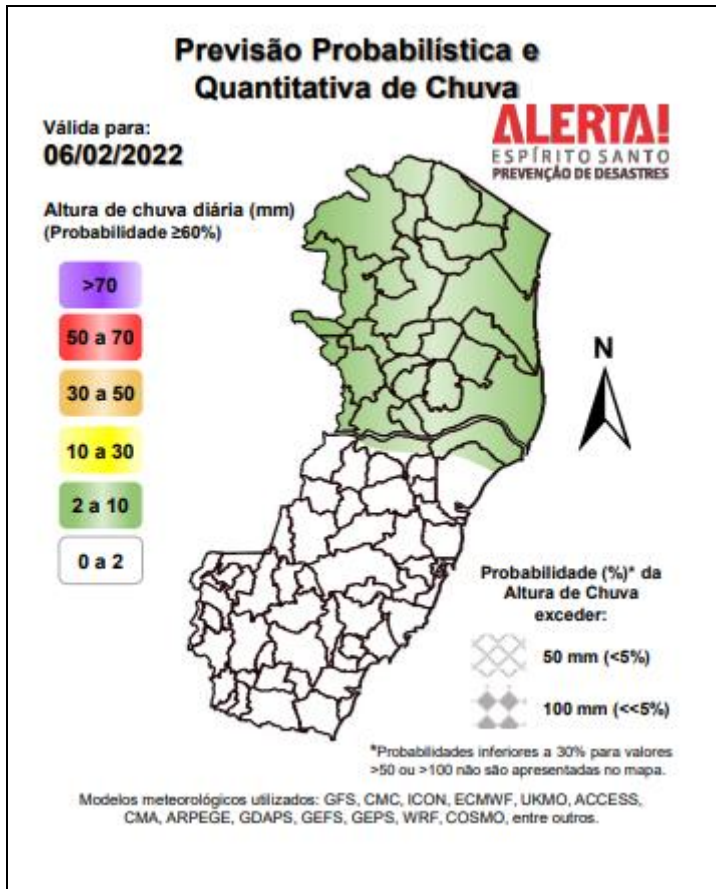 Previsão Probabilística e
Quantitativa de Chuva
Válida para:
06/02/2022
ALERTA!
ESPÍRITO SANTO
PREVENÇÃO DE DESASTRES
Altura de chuva diária (mm)
(Probabilidade ≥60%)
>70
50 a 70
30 a 50
10 a 30
2 a 10
0 a 2
N
Probabilidade (%)* da
Altura de Chuva
exceder:
50 mm (<5%)
100 mm (<<5%)
*Probabilidades inferiores a 30% para valores
>50 ou >100 não são apresentadas no mapa.
Modelos meteorológicos utilizados: GFS, CMC, ICON, ECMWF, UKMO, ACCESS,
CMA, ARPEGE, GDAPS, GEFS, GEPS, WRF, COSMO, entre outros.